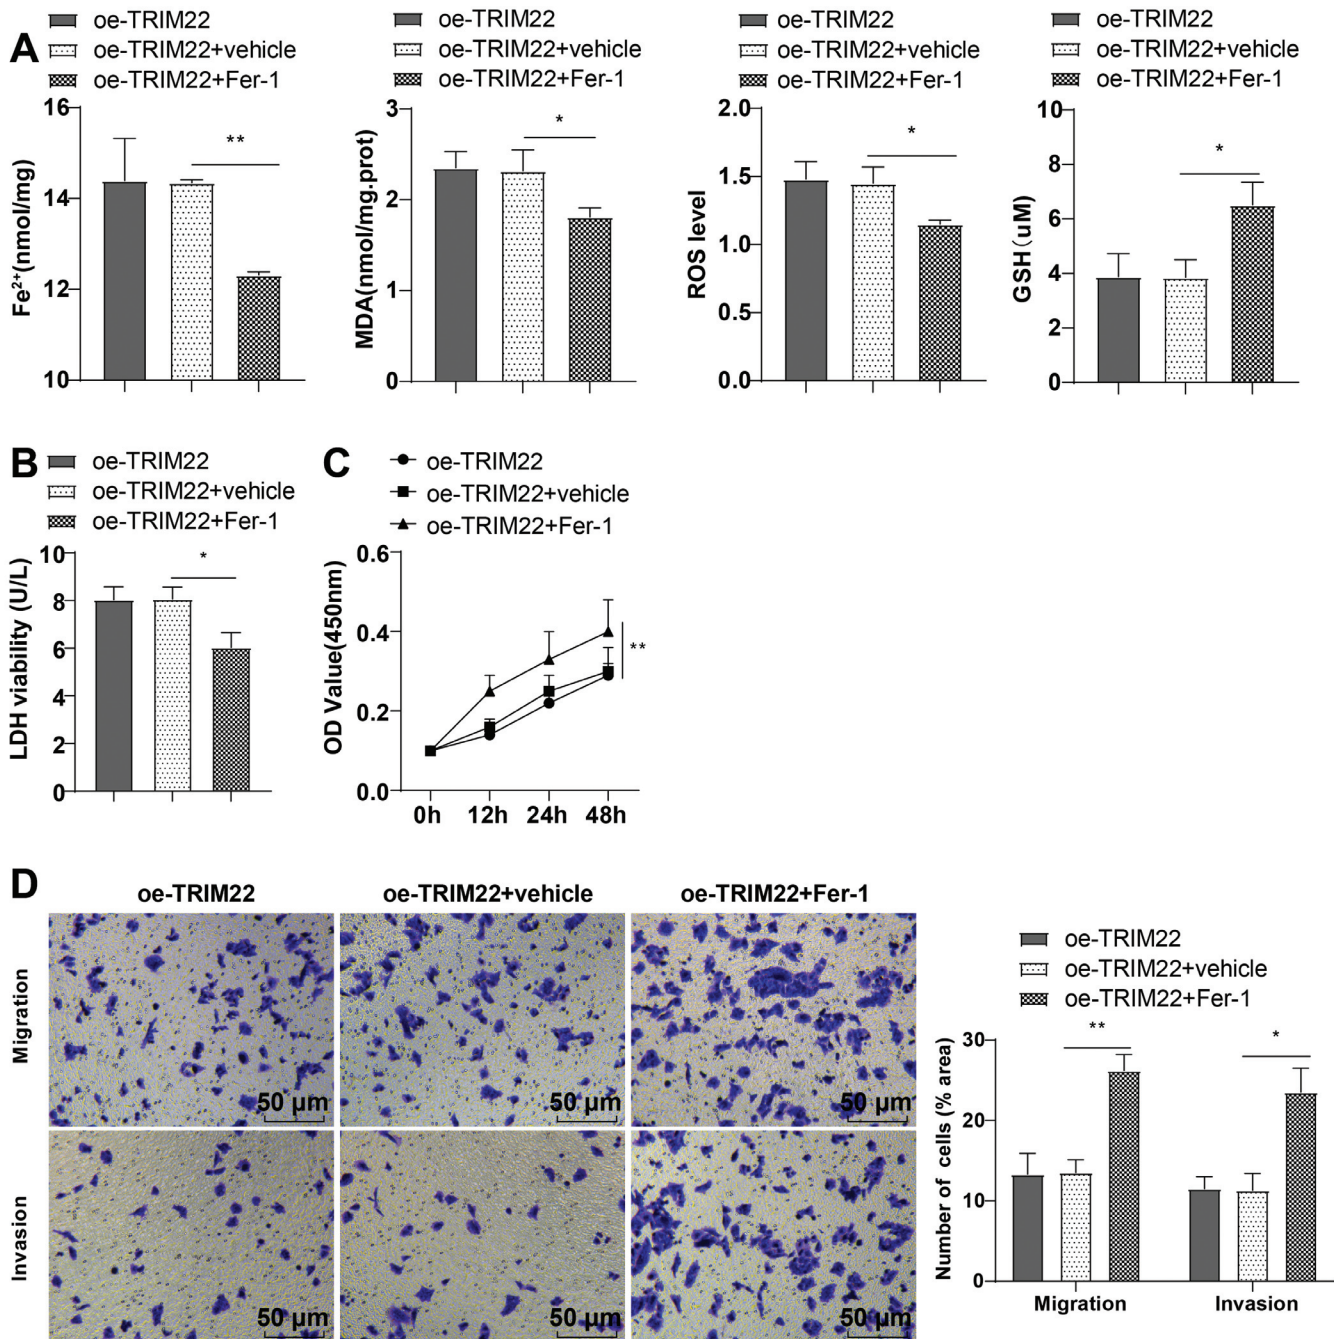 A
oe-TRIM22
oe-TRIM22+vehicle
oe-TRIM22+Fer-1
16
14
12
10
Fe²⁺(nmol/mg)
**
oe-TRIM22
oe-TRIM22+vehicle
oe-TRIM22+Fer-1
3
2
1
0
MDA(nmol/mg.prot)
*
oe-TRIM22
oe-TRIM22+vehicle
oe-TRIM22+Fer-1
2.0
1.5
1.0
0.5
0.0
ROS level
*
oe-TRIM22
oe-TRIM22+vehicle
oe-TRIM22+Fer-1
10
8
6
4
2
0
GSH（uM）
*
B
oe-TRIM22
oe-TRIM22+vehicle
oe-TRIM22+Fer-1
10
8
6
4
2
0
LDH viability (U/L)
*
C
oe-TRIM22
oe-TRIM22+vehicle
oe-TRIM22+Fer-1
0.6
0.4
0.2
0.0
OD Value(450nm)
**
0h 12h 24h 48h
D
oe-TRIM22 oe-TRIM22+vehicle oe-TRIM22+Fer-1
Migration
50 μm 50 μm 50 μm
Invasion
50 μm 50 μm 50 μm
oe-TRIM22
oe-TRIM22+vehicle
oe-TRIM22+Fer-1
30
20
10
0
Number of cells (% area)
** *
Migration Invasion